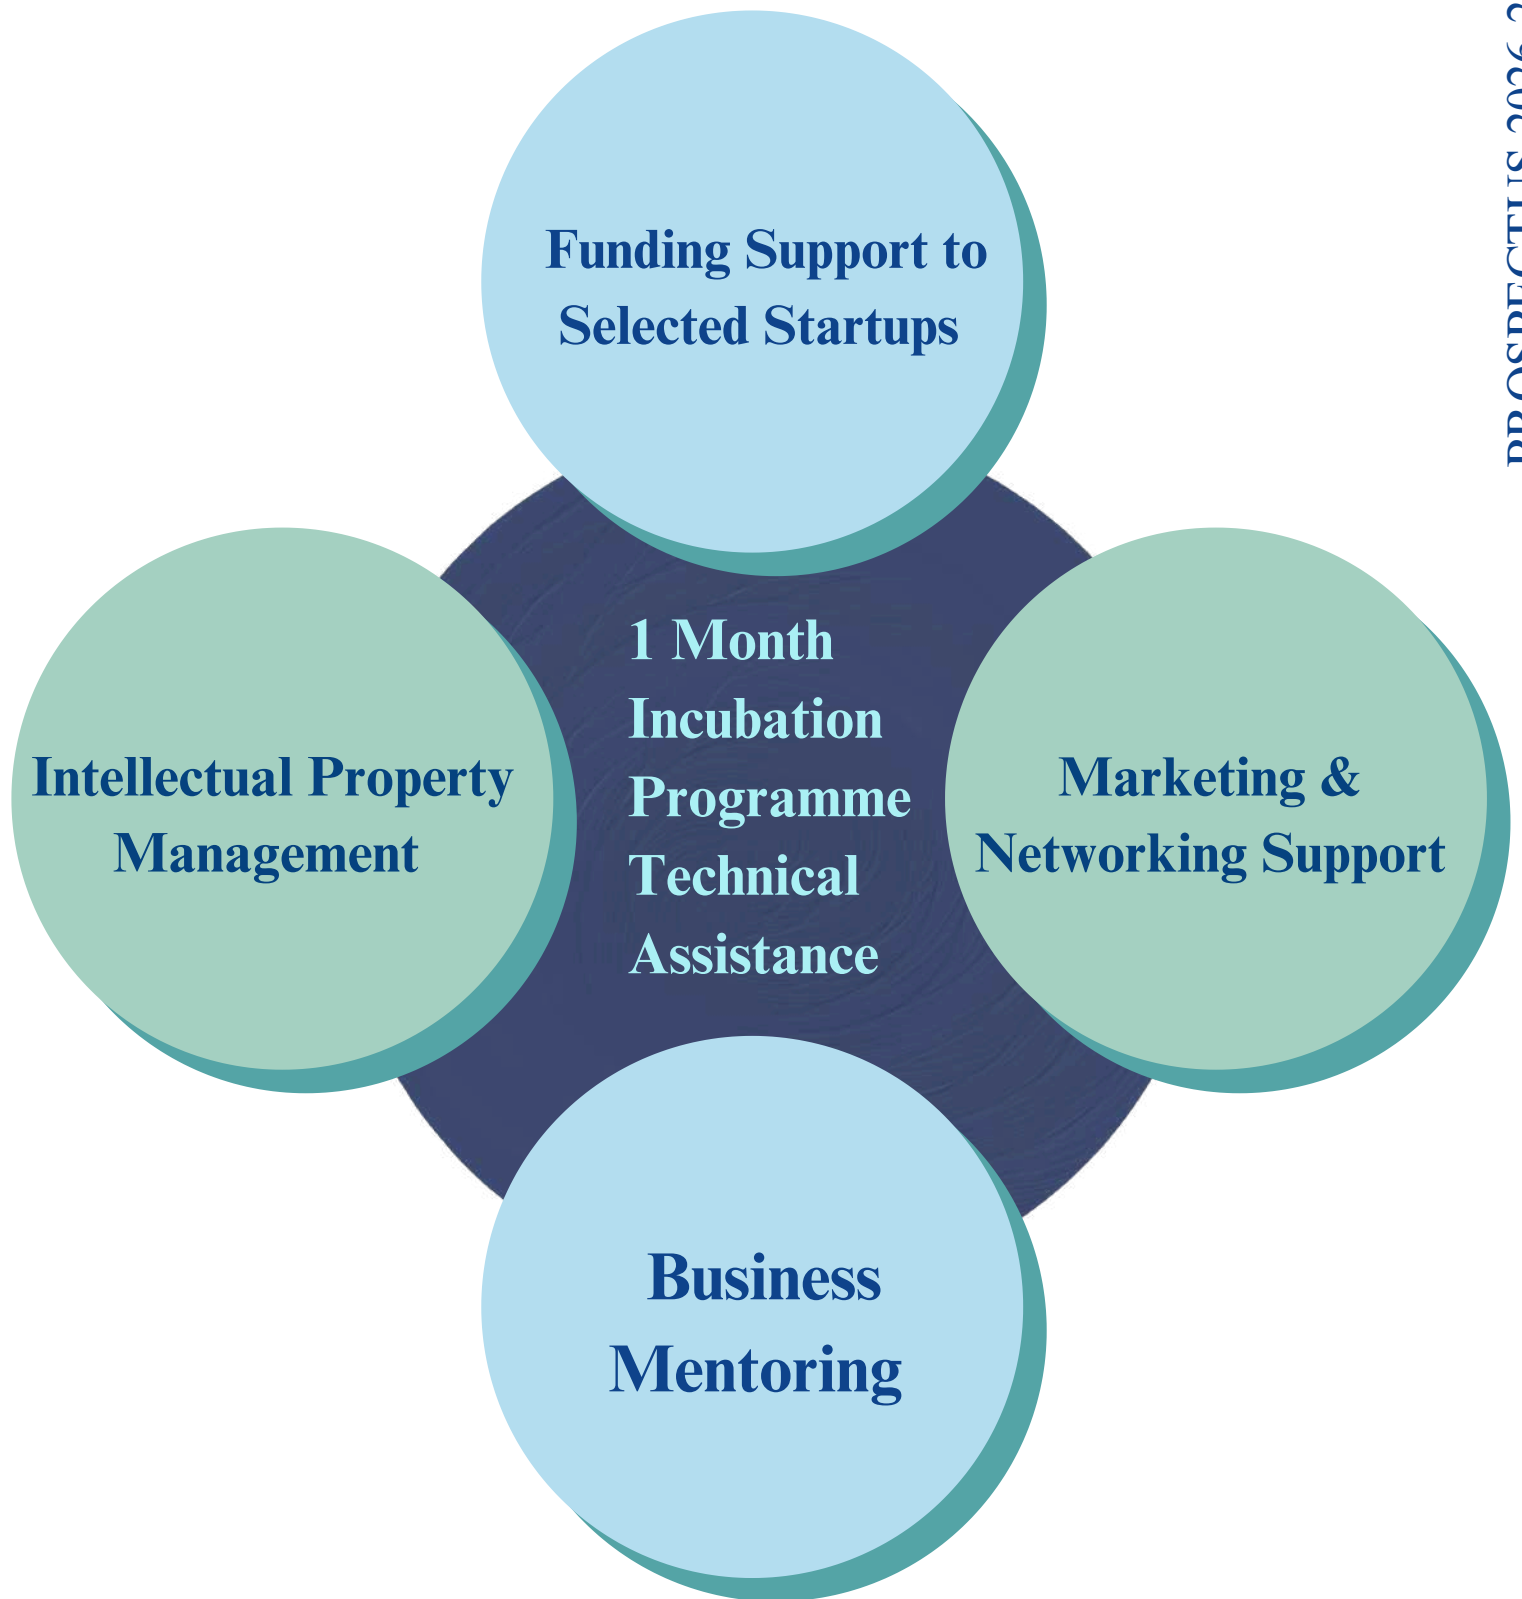 Funding Support to
Selected Startups
Intellectual Property
Management
1 Month
Incubation
Programme
Technical
Assistance
Marketing &
Networking Support
Business
Mentoring
PROSPECTUS